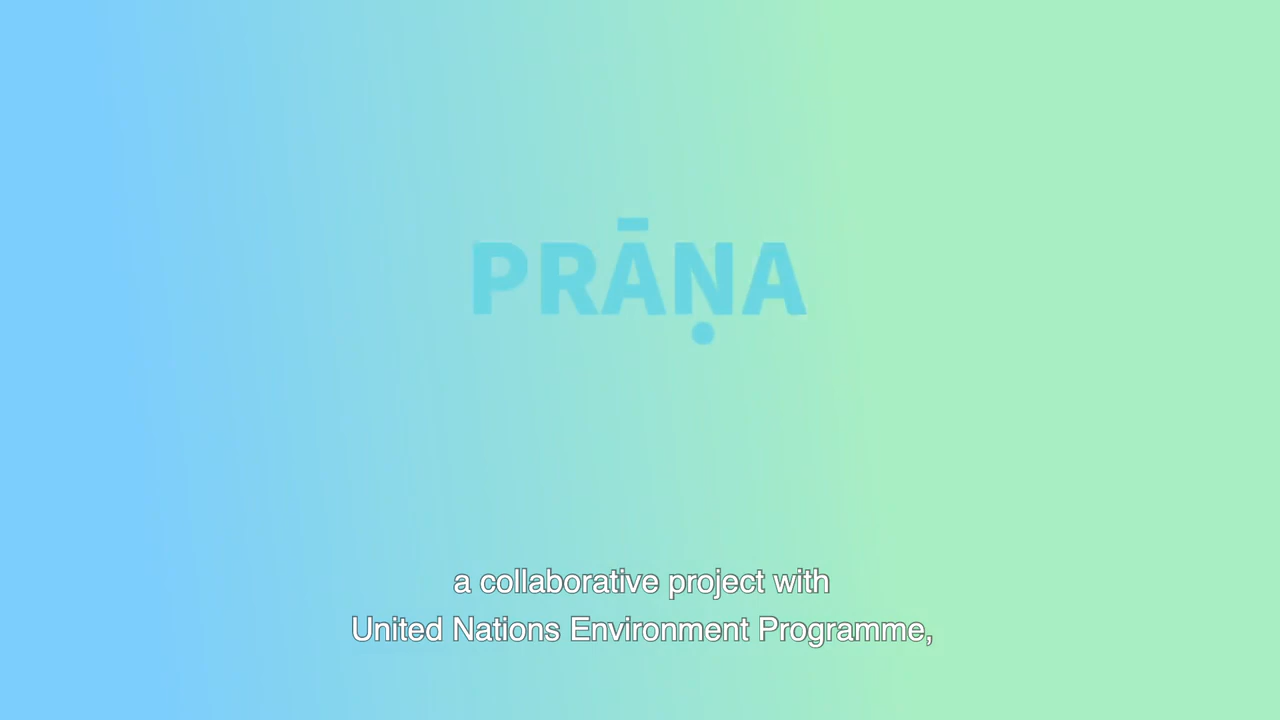 PRĀṆA
a collaborative project with
United Nations Environment Programme,